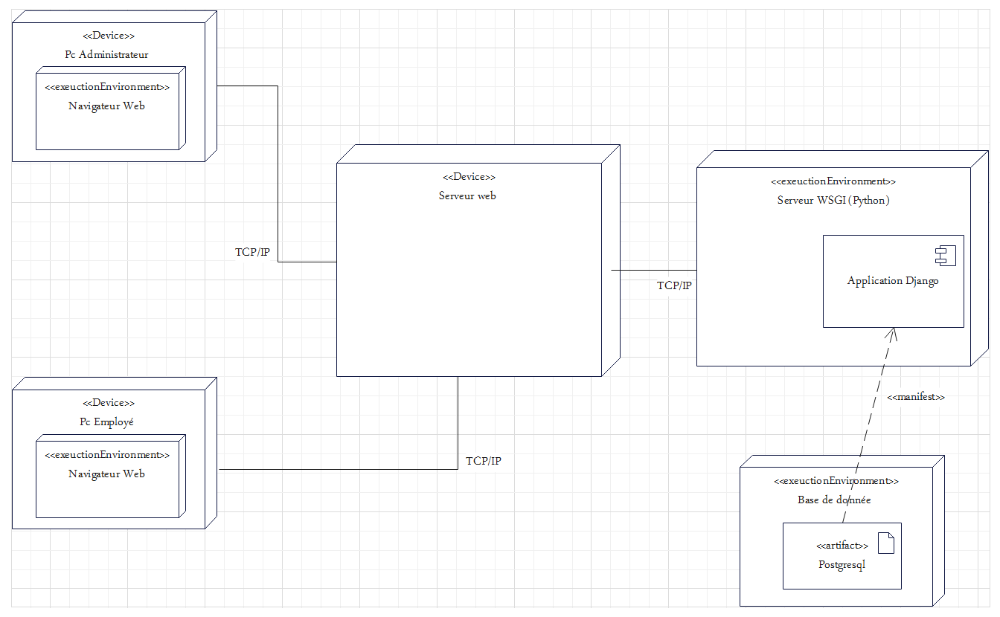 <<Device>>
Pc Administrateur
<<exeuctionEnvironment>>
Navigateur Web
TCP/IP
<<Device>>
Serveur web
TCP/IP
<<exeuctionEnvironment>>
Serveur WSGI (Python)
Application Django
<<manifest>>
<<Device>>
Pc Employé
<<exeuctionEnvironment>>
Navigateur Web
TCP/IP
<<exeuctionEnvironment>>
Base de donnée
<<artifact>>
Postgresql